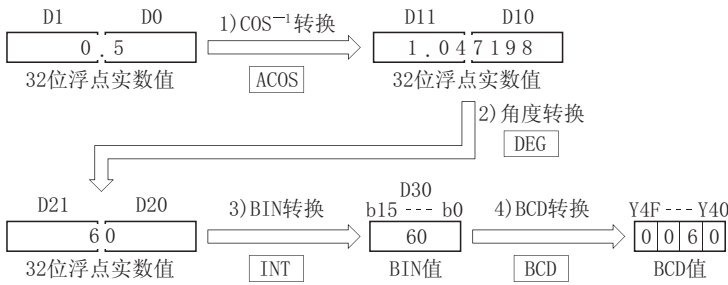 D1 D0 1)COS⁻¹转换 D11 D10
0.5 1.047198
32位浮点实数值 ACOS 32位浮点实数值
2)角度转换
DEG
D21 D20 3)BIN转换 D30 4)BCD转换
b15 --- b0 Y4F --- Y40
60 60 0 0 6 0
32位浮点实数值 INT BIN值 BCD BCD值